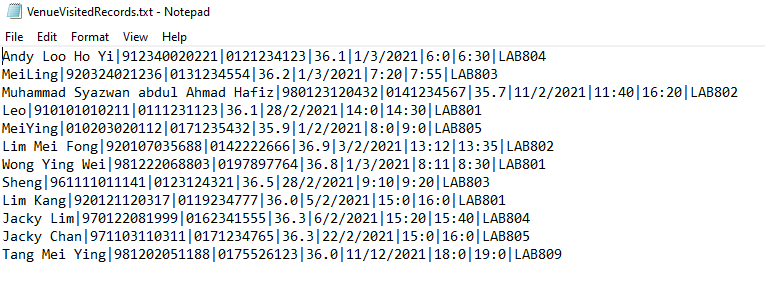 VenueVisitedRecords.txt - Notepad
File Edit Format View Help
Andy Loo Ho Yi|912340020221|0121234123|36.1|1/3/2021|6:0|6:30|LAB804
MeiLing|920324021236|0131234554|36.2|1/3/2021|7:20|7:55|LAB803
Muhammad Syazwan abdul Ahmad Hafiz|980123120432|0141234567|35.7|11/2/2021|11:40|16:20|LAB802
Leo|910101010211|0111231123|36.1|28/2/2021|14:0|14:30|LAB801
MeiYing|010203020112|0171235432|35.9|1/2/2021|8:0|9:0|LAB805
Lim Mei Fong|920107035688|0142222666|36.9|3/2/2021|13:12|13:35|LAB802
Wong Ying Wei|981222068803|0197897764|36.8|1/3/2021|8:11|8:30|LAB801
Sheng|961111011141|0123124321|36.5|28/2/2021|9:10|9:20|LAB803
Lim Kang|920121120317|0119234777|36.0|5/2/2021|15:0|16:0|LAB801
Jacky Lim|970122081999|0162341555|36.3|6/2/2021|15:20|15:40|LAB804
Jacky Chan|971103110311|0171234765|36.3|22/2/2021|15:0|16:0|LAB805
Tang Mei Ying|981202051188|0175526123|36.0|11/12/2021|18:0|19:0|LAB809